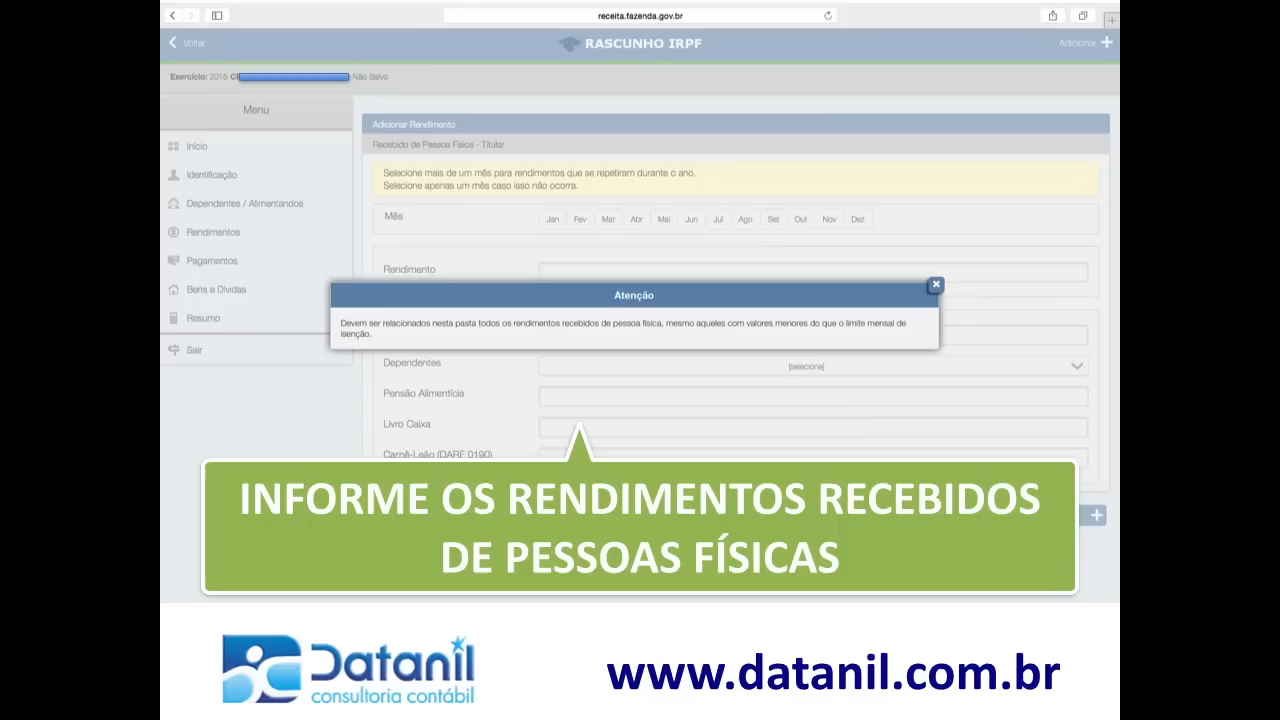 receita.fazenda.gov.br
Voltar
RASCUNHO IRPF
Adicionar
Exercício: 2015
Não Salvo
Menu
Início
Identificação
Dependentes / Alimentandos
Rendimentos
Pagamentos
Bens e Dívidas
Resumo
Sair
Adicionar Rendimento
Recebido de Pessoa Física - Titular
Selecione mais de um mês para rendimentos que se repetiram durante o ano.
Selecione apenas um mês caso isso não ocorra.
Mês Jan Fev Mar Abr Mai Jun Jul Ago Set Out Nov Dez
Rendimento
Atenção
Devem ser relacionados nesta pasta todos os rendimentos recebidos de pessoa física, mesmo aqueles com valores menores do que o limite mensal de
isenção.
Dependentes [selecione]
Pensão Alimentícia
Livro Caixa
Carnê-Leão (DARF 0190)
INFORME OS RENDIMENTOS RECEBIDOS
DE PESSOAS FÍSICAS
Datanil
consultoria contábil
www.datanil.com.br